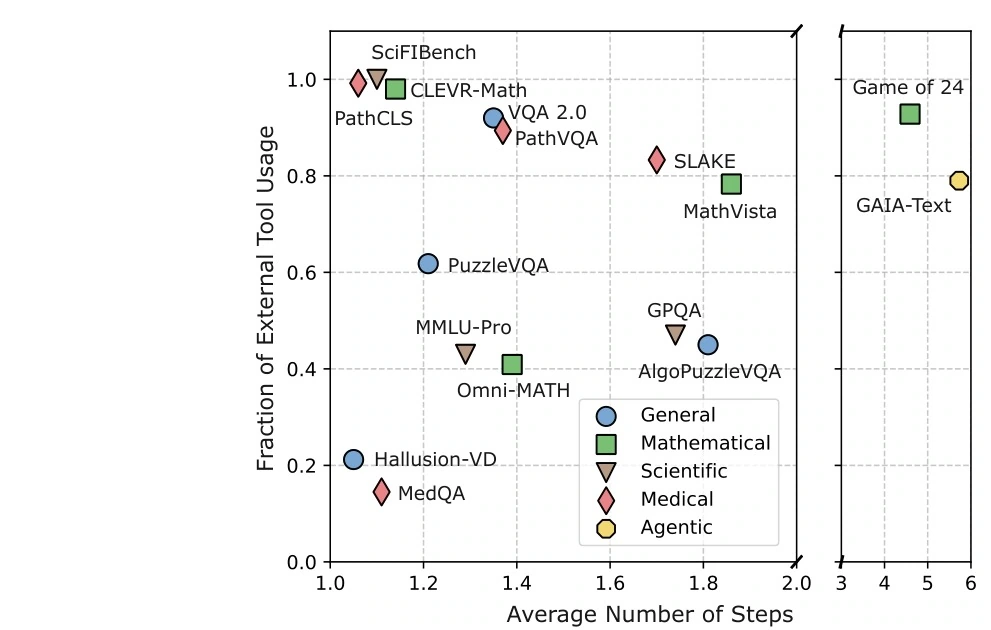 SciFIBench
CLEVR-Math
PathCLS
VQA 2.0
PathVQA
SLAKE
MathVista
Game of 24
GAIA-Text
PuzzleVQA
GPQA
MMLU-Pro
AlgoPuzzleVQA
Omni-MATH
Hallusion-VD
MedQA
General
Mathematical
Scientific
Medical
Agentic
Fraction of External Tool Usage
1.0
0.8
0.6
0.4
0.2
0.0
1.0 1.2 1.4 1.6 1.8 2.0 3 4 5 6
Average Number of Steps